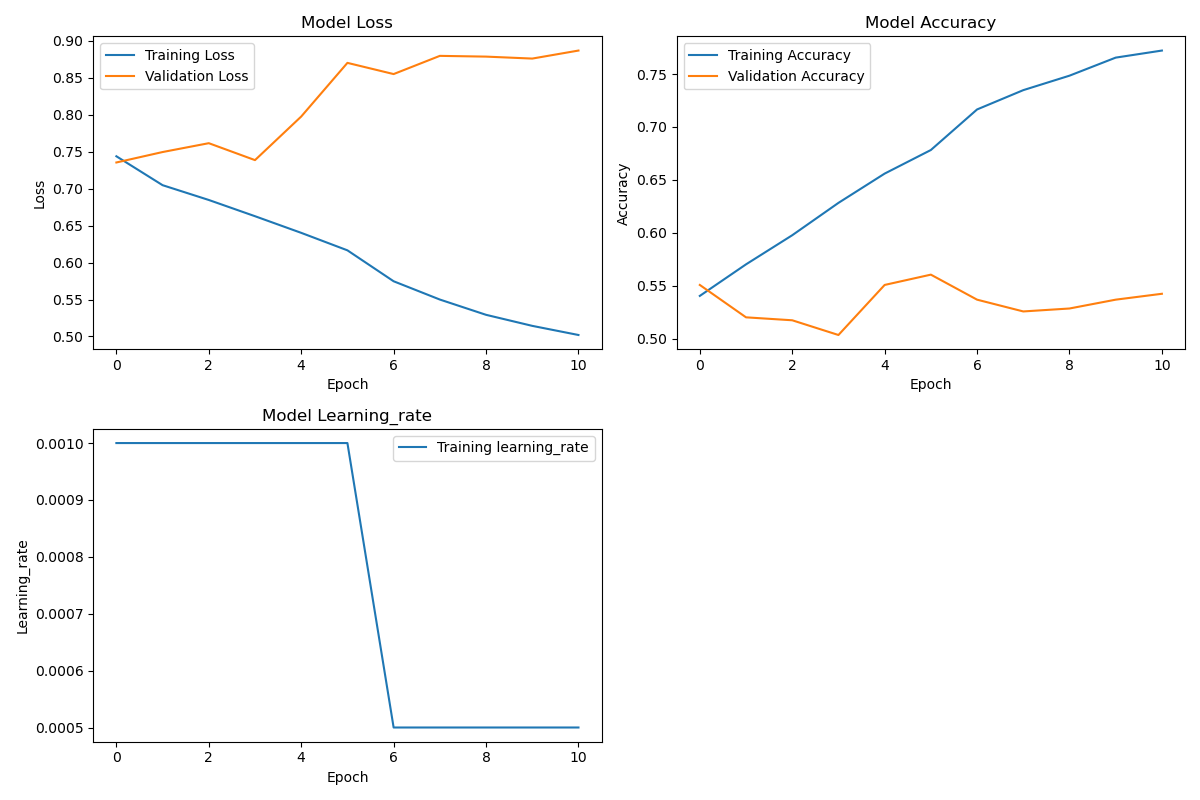 Model Loss
Training Loss
Validation Loss
0.90
0.85
0.80
0.75
0.70
0.65
0.60
0.55
0.50
Loss
0 2 4 6 8 10
Epoch
Model Accuracy
Training Accuracy
Validation Accuracy
0.75
0.70
0.65
0.60
0.55
0.50
Accuracy
0 2 4 6 8 10
Epoch
Model Learning_rate
Training learning_rate
0.0010
0.0009
0.0008
0.0007
0.0006
0.0005
Learning_rate
0 2 4 6 8 10
Epoch